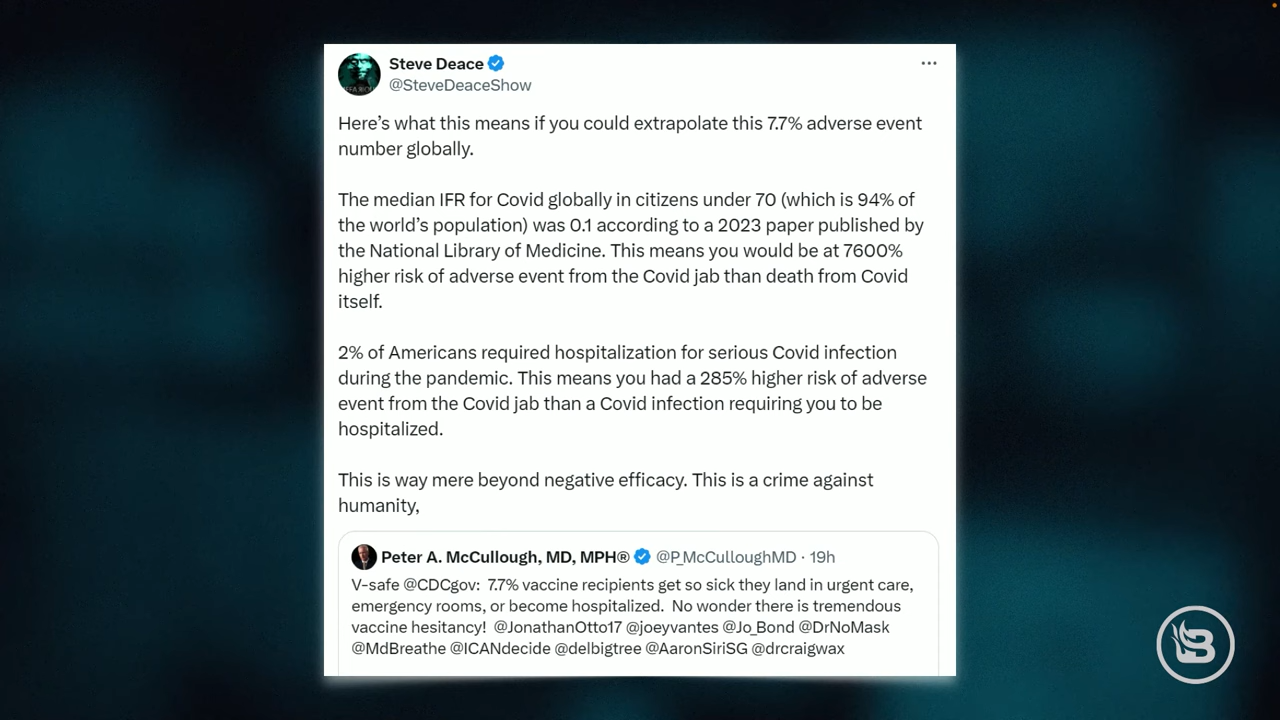 Steve Deace
@SteveDeaceShow
Here's what this means if you could extrapolate this 7.7% adverse event
number globally.
The median IFR for Covid globally in citizens under 70 (which is 94% of
the world's population) was 0.1 according to a 2023 paper published by
the National Library of Medicine. This means you would be at 7600%
higher risk of adverse event from the Covid jab than death from Covid
itself.
2% of Americans required hospitalization for serious Covid infection
during the pandemic. This means you had a 285% higher risk of adverse
event from the Covid jab than a Covid infection requiring you to be
hospitalized.
This is way mere beyond negative efficacy. This is a crime against
humanity,
Peter A. McCullough, MD, MPH® @P_McCulloughMD · 19h
V-safe @CDCgov: 7.7% vaccine recipients get so sick they land in urgent care,
emergency rooms, or become hospitalized. No wonder there is tremendous
vaccine hesitancy! @JonathanOtto17 @joeyvantes @Jo_Bond @DrNoMask
@MdBreathe @ICANdecide @delbigtree @AaronSiriSG @drcraigwax
B